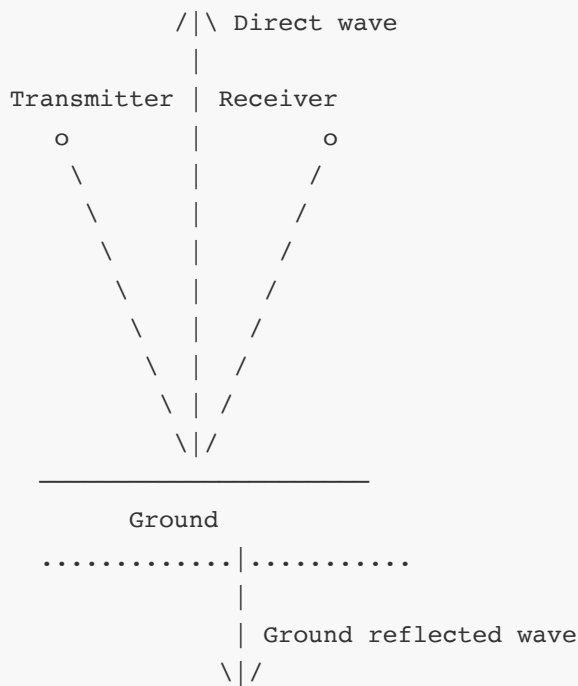 /|\ Direct wave
|
Transmitter | Receiver
o | o
\ | /
\ | /
\ | /
\ | /
\ | /
\ | /
\ | /
\|/
Ground
.............|...........
|
| Ground reflected wave
\|/